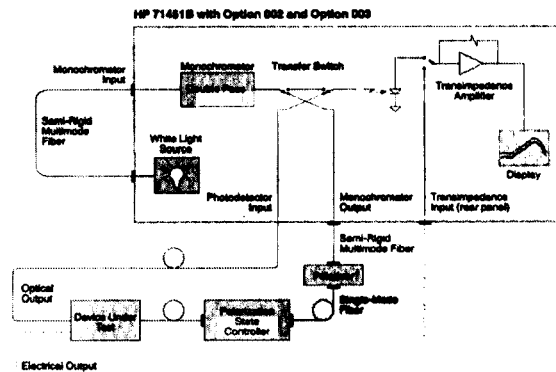 HP 71451B with Option 002 and Option 003
Monochromator
Input
Monochromator
Double Pass
Transfer Switch
Transimpedance
Amplifier
Semi-Rigid
Multimode
Fiber
White Light
Source
Display
Photodetector
Input
Monochromator
Output
Transimpedance
Input (rear panel)
Semi-Rigid
Multimode Fiber
Optical
Output
Single-Mode
Fiber
Device Under
Test
Polarization
State
Controller
Electrical Output